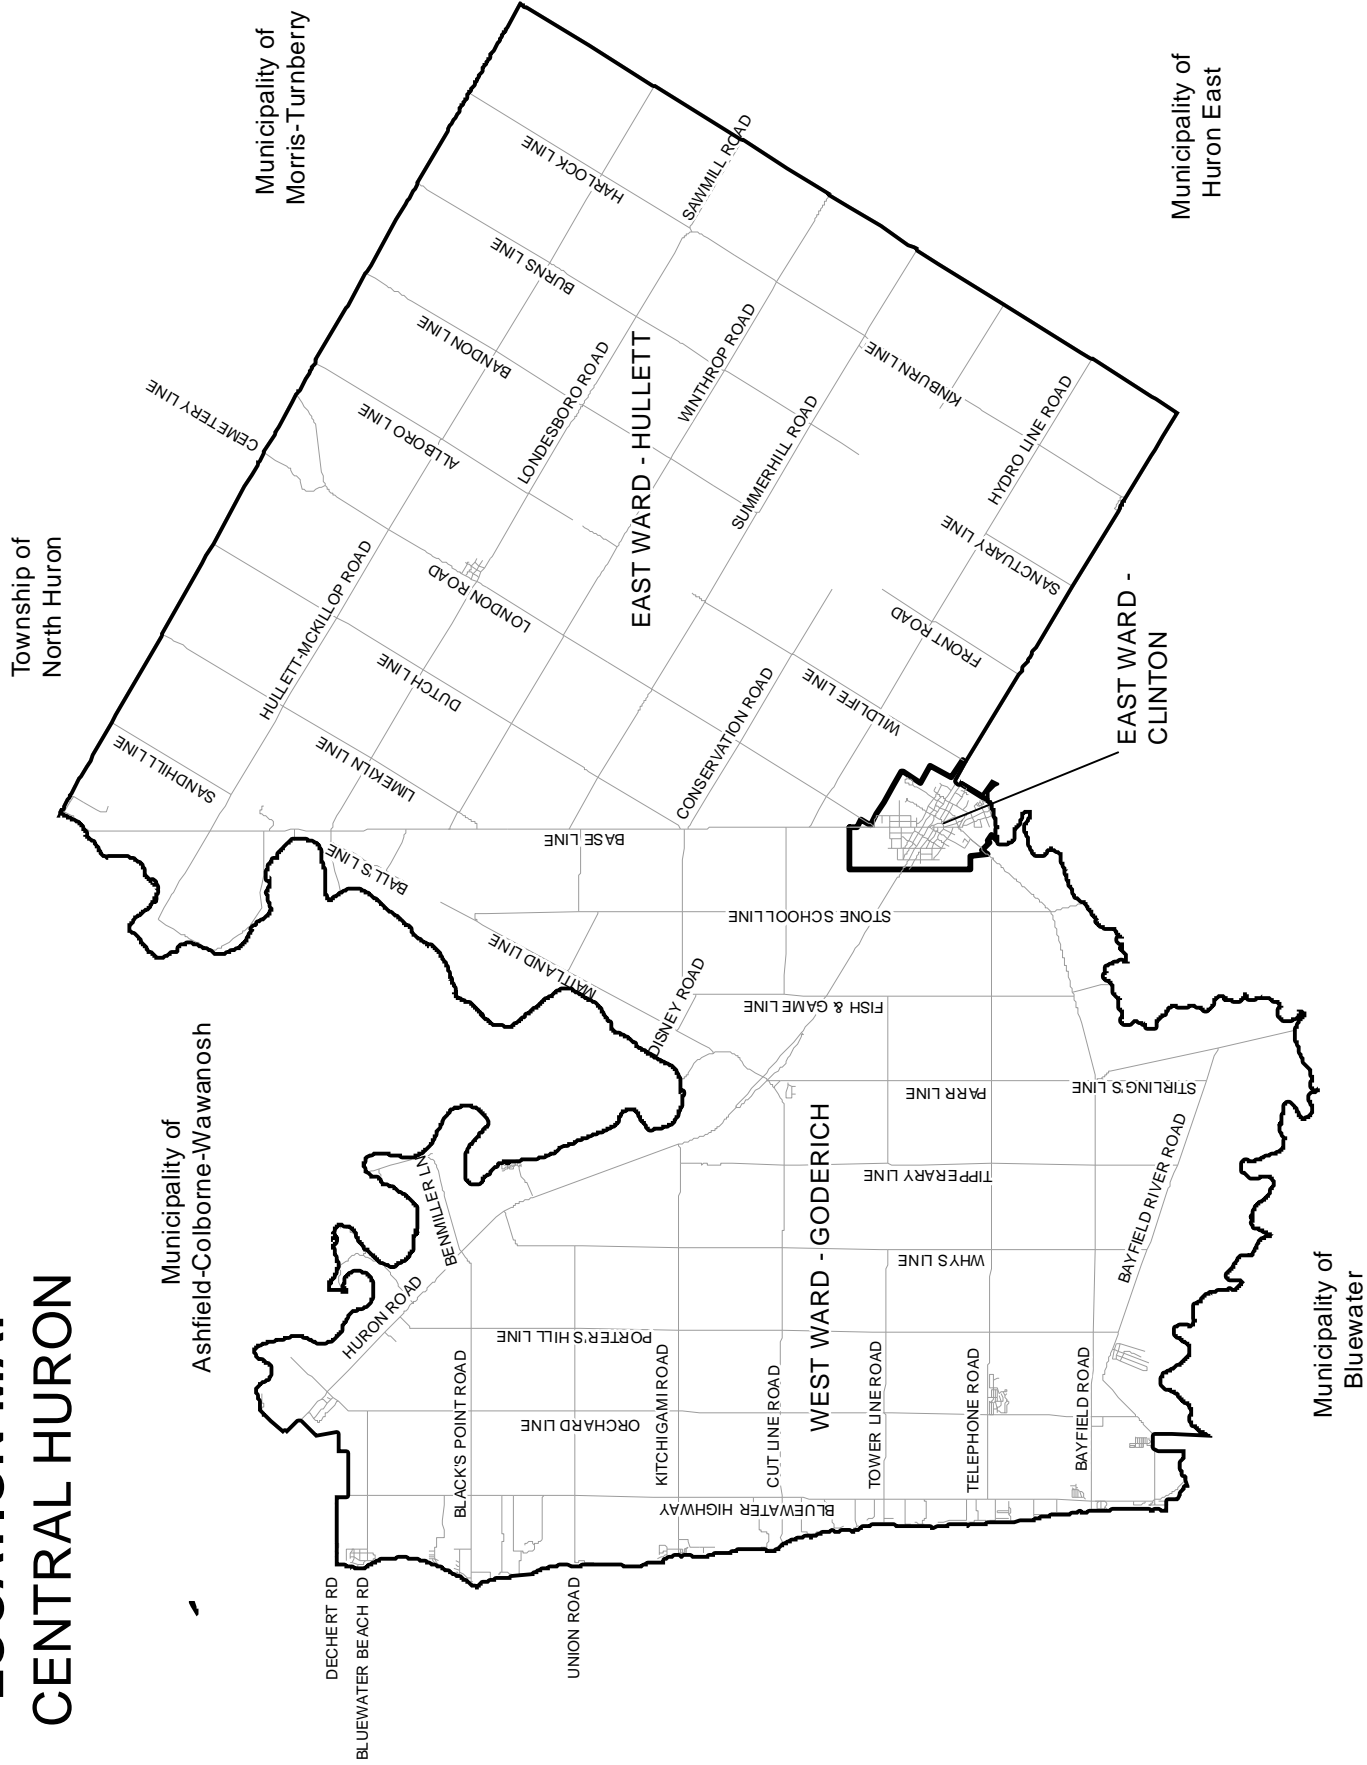 CENTRAL HURON
Township of
North Huron
Municipality of
Morris-Turnberry
Municipality of
Huron East
Municipality of
Ashfield-Colborne-Wawanosh
Municipality of
Bluewater
EAST WARD - HULLETT
EAST WARD -
CLINTON
WEST WARD - GODERICH
CEMETERY LINE
HARLOCK LINE
SAWMILL ROAD
BURNS LINE
BANDON LINE
ALLBORO LINE
LONDESBORO ROAD
WINTHROP ROAD
KINBURN LINE
SUMMERHILL ROAD
HYDRO LINE ROAD
SANCTUARY LINE
FRONT ROAD
WILDLIFE LINE
CONSERVATION ROAD
LONDON ROAD
HULLETT-MCKILLOP ROAD
DUTCH LINE
LIMEKILN LINE
SANDHILL LINE
BASE LINE
BALL'S LINE
MAITLAND LINE
STONE SCHOOL LINE
DISNEY ROAD
FISH & GAME LINE
PARR LINE
STIRLING'S LINE
TIPPERARY LINE
BAYFIELD RIVER ROAD
WHYS LINE
BENMILLER LN
HURON ROAD
PORTER'S HILL LINE
ORCHARD LINE
BLACK'S POINT ROAD
KITCHIGAMI ROAD
CUT LINE ROAD
TOWER LINE ROAD
TELEPHONE ROAD
BAYFIELD ROAD
BLUEWATER HIGHWAY
DECHERT RD
BLUEWATER BEACH RD
UNION ROAD